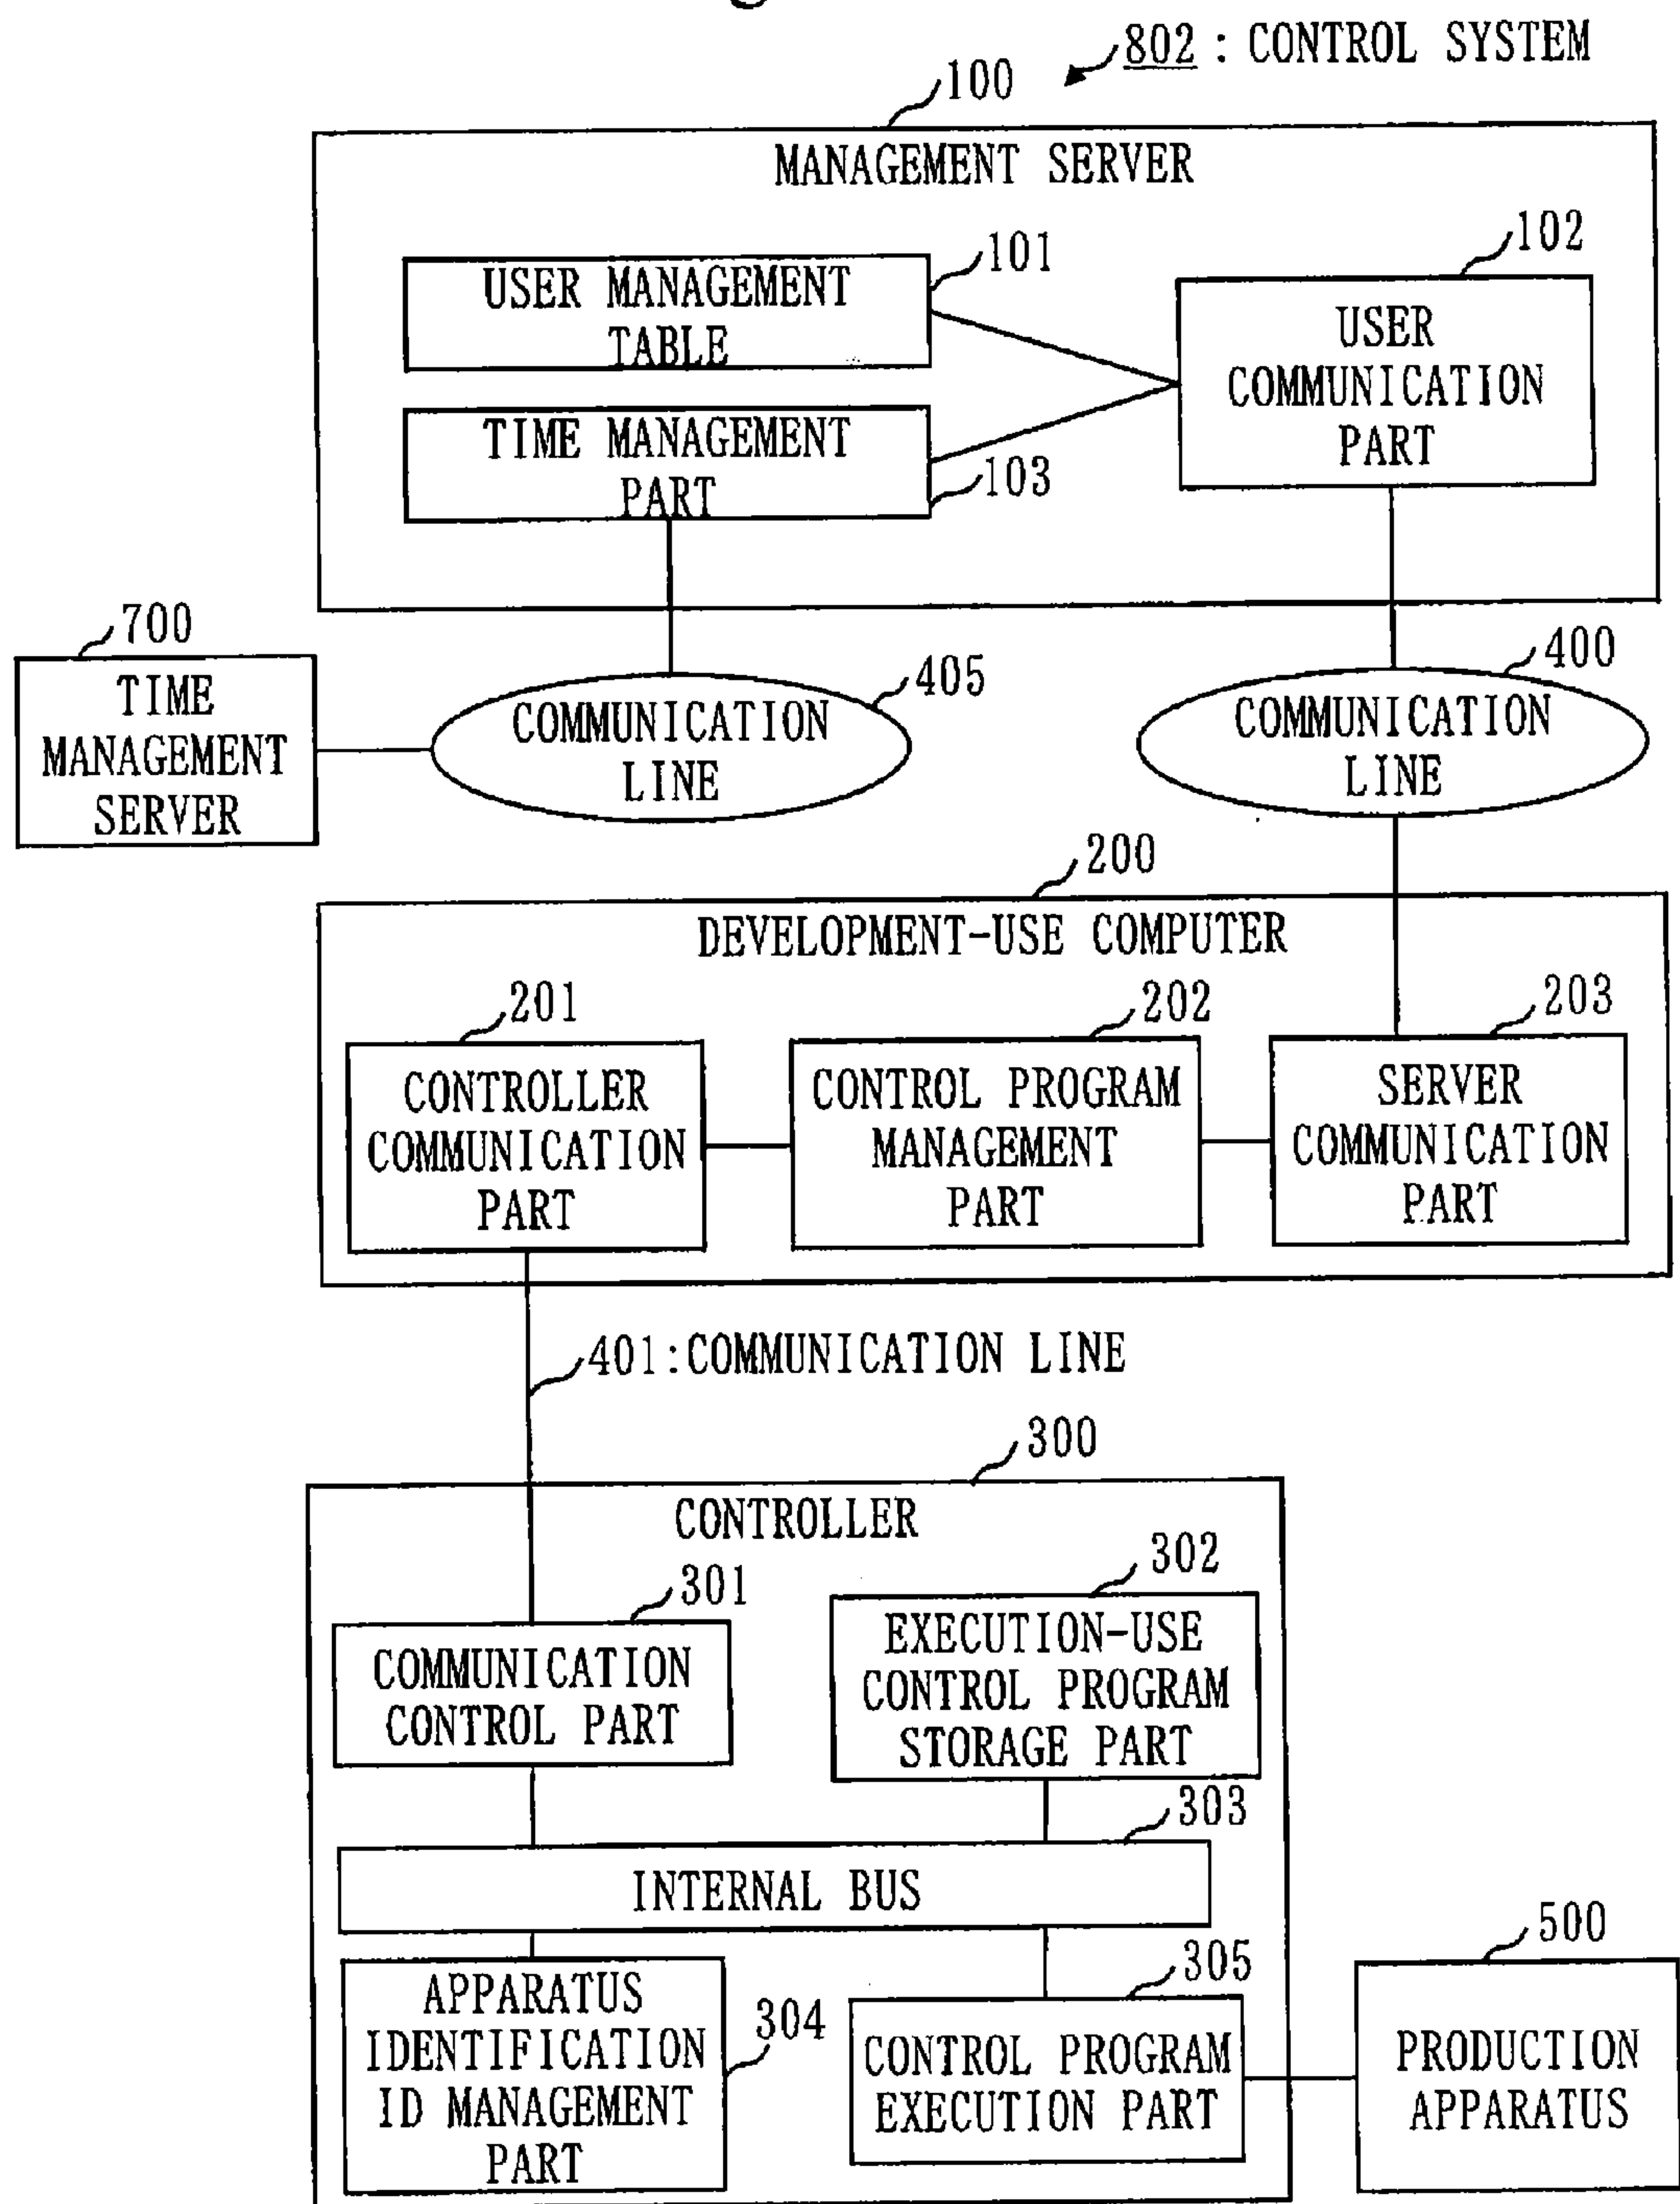 802 : CONTROL SYSTEM
100
MANAGEMENT SERVER
101
USER MANAGEMENT
TABLE
102
USER
COMMUNICATION
PART
TIME MANAGEMENT
PART
103
700
TIME
MANAGEMENT
SERVER
405
COMMUNICATION
LINE
400
COMMUNICATION
LINE
200
DEVELOPMENT-USE COMPUTER
201
CONTROLLER
COMMUNICATION
PART
202
CONTROL PROGRAM
MANAGEMENT
PART
203
SERVER
COMMUNICATION
PART
401:COMMUNICATION LINE
300
CONTROLLER
301
COMMUNICATION
CONTROL PART
302
EXECUTION-USE
CONTROL PROGRAM
STORAGE PART
303
INTERNAL BUS
APPARATUS
IDENTIFICATION
ID MANAGEMENT
PART
304
305
CONTROL PROGRAM
EXECUTION PART
500
PRODUCTION
APPARATUS